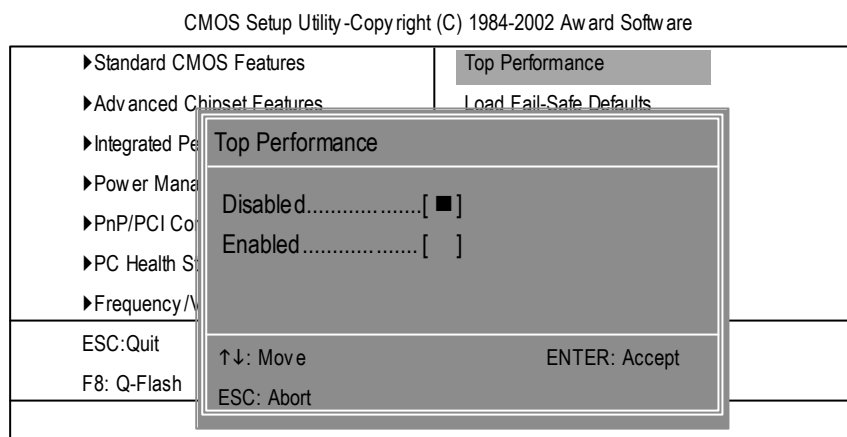 CMOS Setup Utility-Copyright (C) 1984-2002 Award Software
▶Standard CMOS Features
Top Performance
▶Advanced Chipset Features
Load Fail-Safe Defaults
▶Integrated Pe
▶Power Mana
▶PnP/PCI Co
▶PC Health S
▶Frequency/V
ESC:Quit
F8: Q-Flash
Top Performance
Disabled...................[ ■ ]
Enabled................... [ ]
↑↓: Move
ENTER: Accept
ESC: Abort